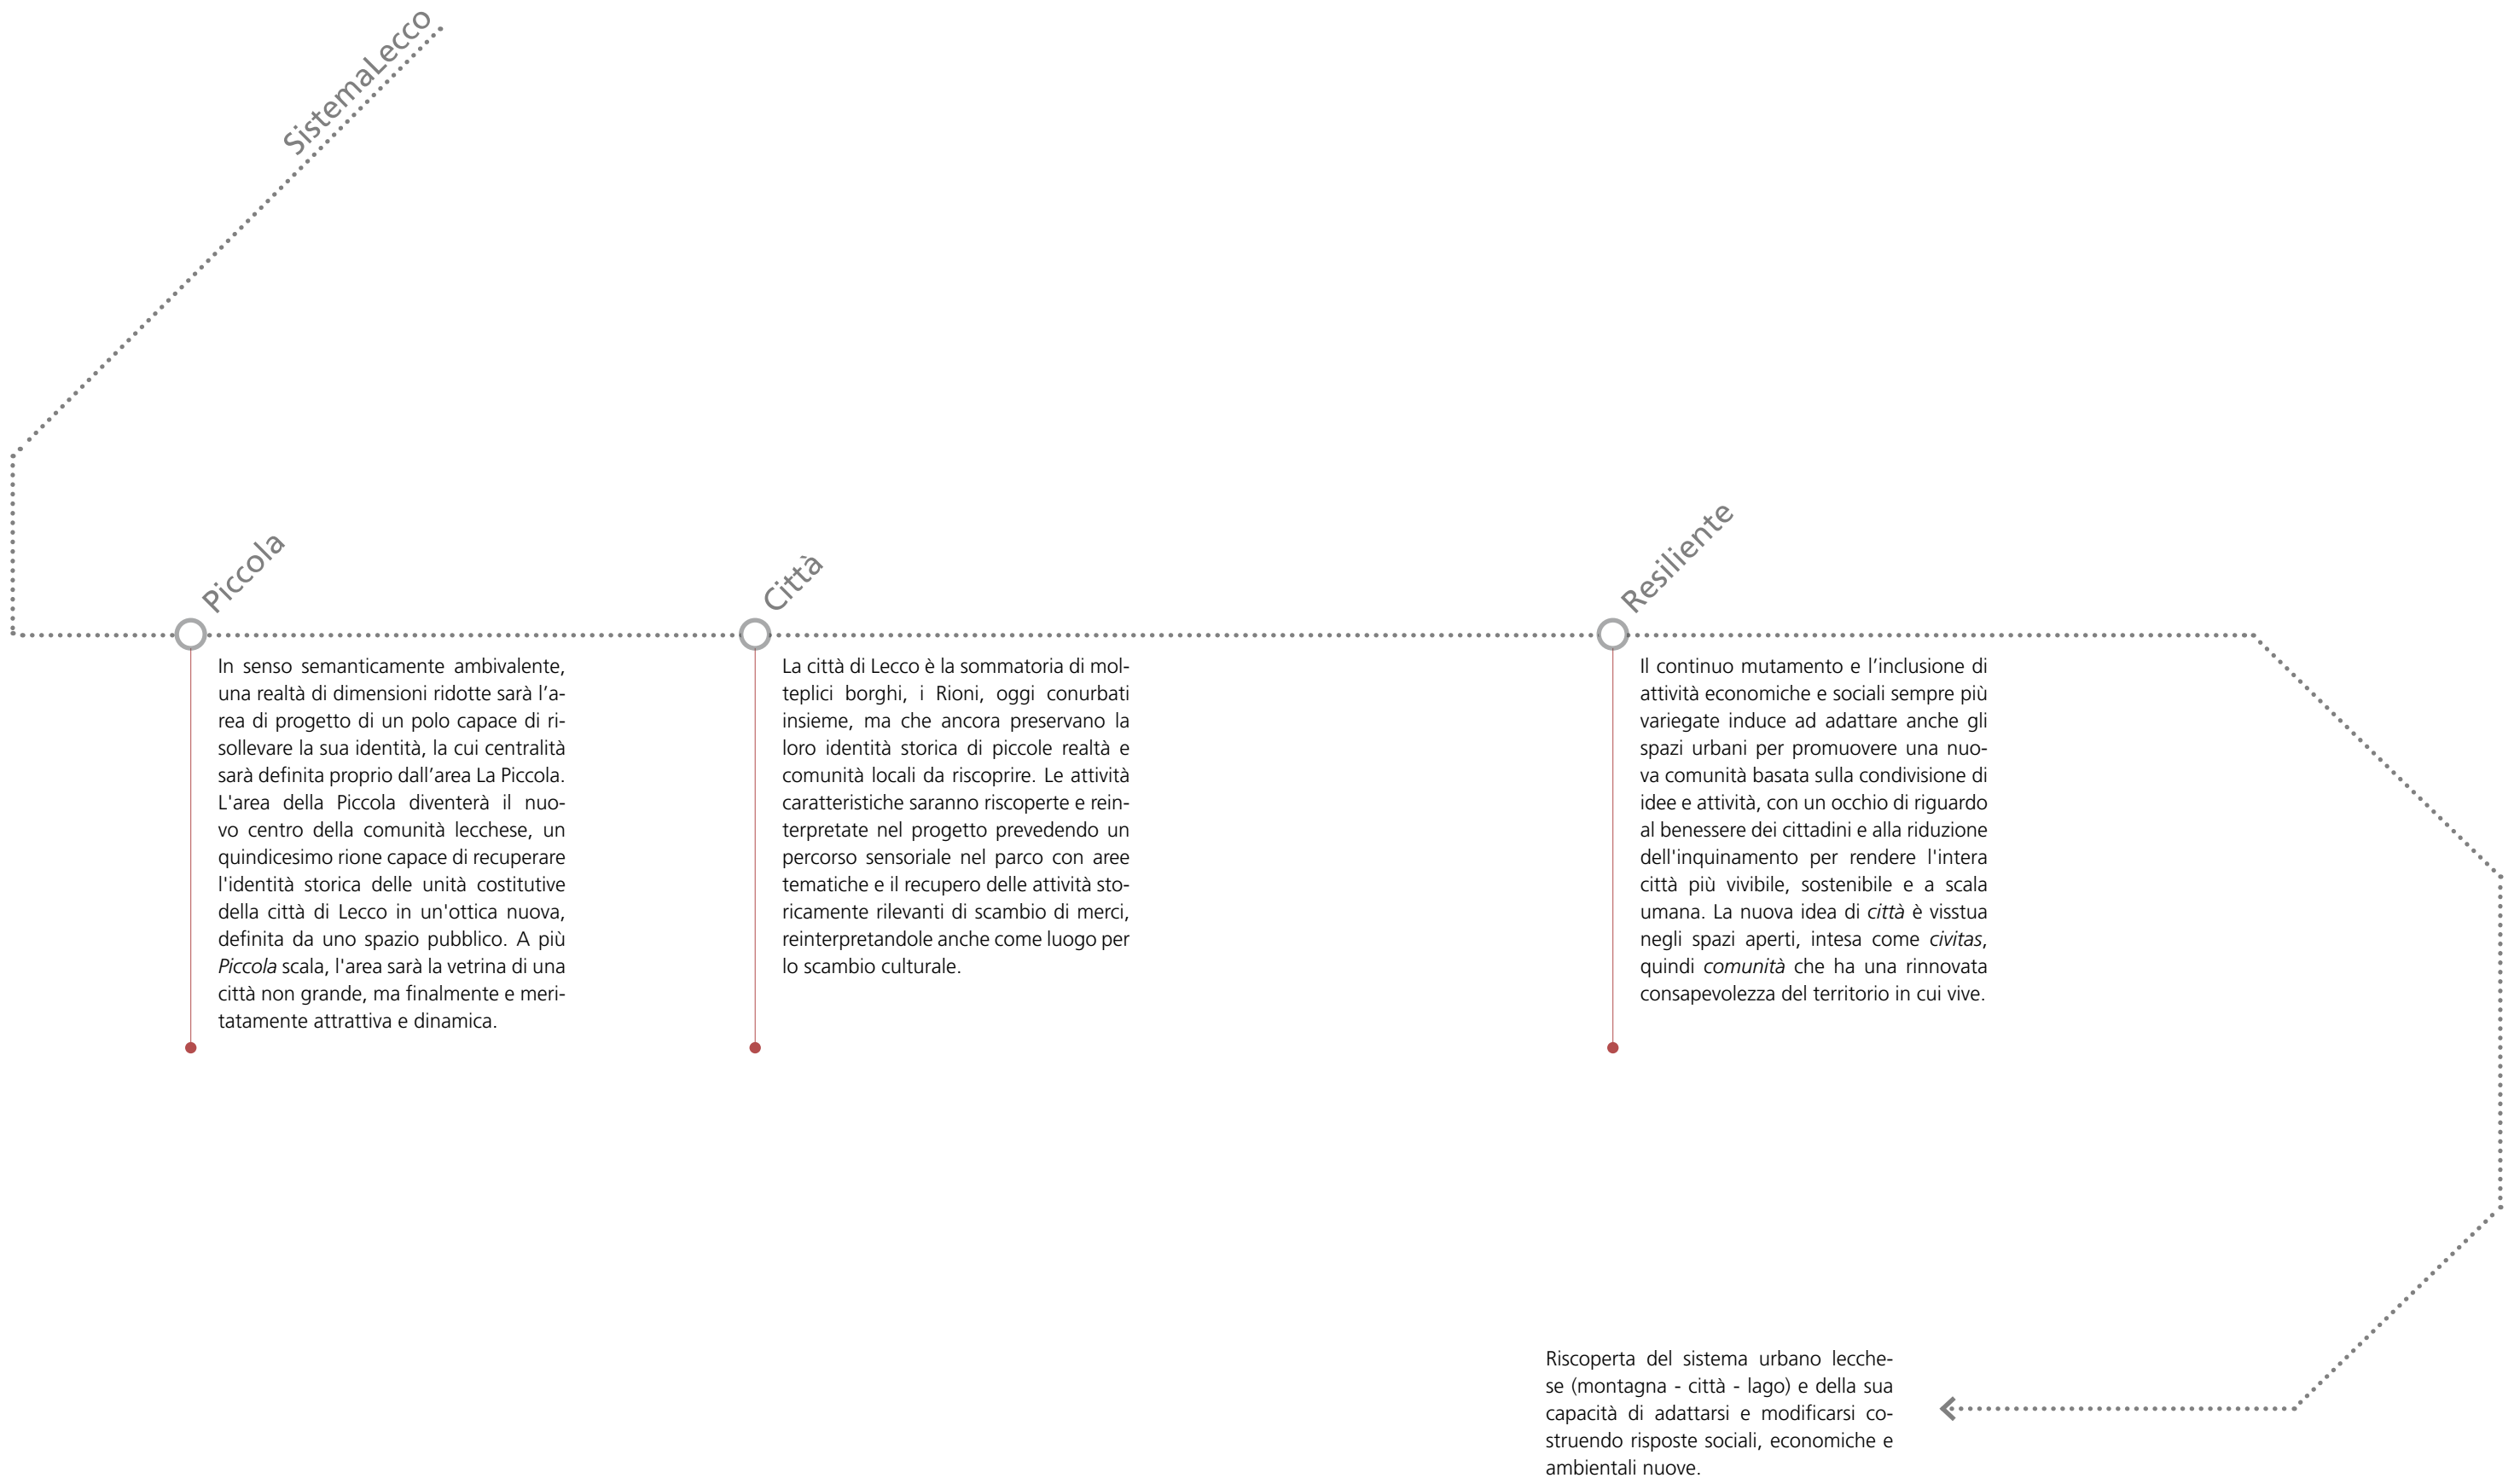 SistemaLecco
Piccola
In senso semanticamente ambivalente,
una realtà di dimensioni ridotte sarà l’a-
rea di progetto di un polo capace di ri-
sollevare la sua identità, la cui centralità
sarà definita proprio dall’area La Piccola.
L'area della Piccola diventerà il nuo-
vo centro della comunità lecchese, un
quindicesimo rione capace di recuperare
l'identità storica delle unità costitutive
della città di Lecco in un'ottica nuova,
definita da uno spazio pubblico. A più
Piccola scala, l'area sarà la vetrina di una
città non grande, ma finalmente e meri-
tatamente attrattiva e dinamica.
Città
La città di Lecco è la sommatoria di mol-
teplici borghi, i Rioni, oggi conurbati
insieme, ma che ancora preservano la
loro identità storica di piccole realtà e
comunità locali da riscoprire. Le attività
caratteristiche saranno riscoperte e rein-
terpretate nel progetto prevedendo un
percorso sensoriale nel parco con aree
tematiche e il recupero delle attività sto-
ricamente rilevanti di scambio di merci,
reinterpretandole anche come luogo per
lo scambio culturale.
Resiliente
Il continuo mutamento e l’inclusione di
attività economiche e sociali sempre più
variegate induce ad adattare anche gli
spazi urbani per promuovere una nuo-
va comunità basata sulla condivisione di
idee e attività, con un occhio di riguardo
al benessere dei cittadini e alla riduzione
dell'inquinamento per rendere l'intera
città più vivibile, sostenibile e a scala
umana. La nuova idea di città è visstua
negli spazi aperti, intesa come civitas,
quindi comunità che ha una rinnovata
consapevolezza del territorio in cui vive.
Riscoperta del sistema urbano lecche-
se (montagna - città - lago) e della sua
capacità di adattarsi e modificarsi co-
struendo risposte sociali, economiche e
ambientali nuove.